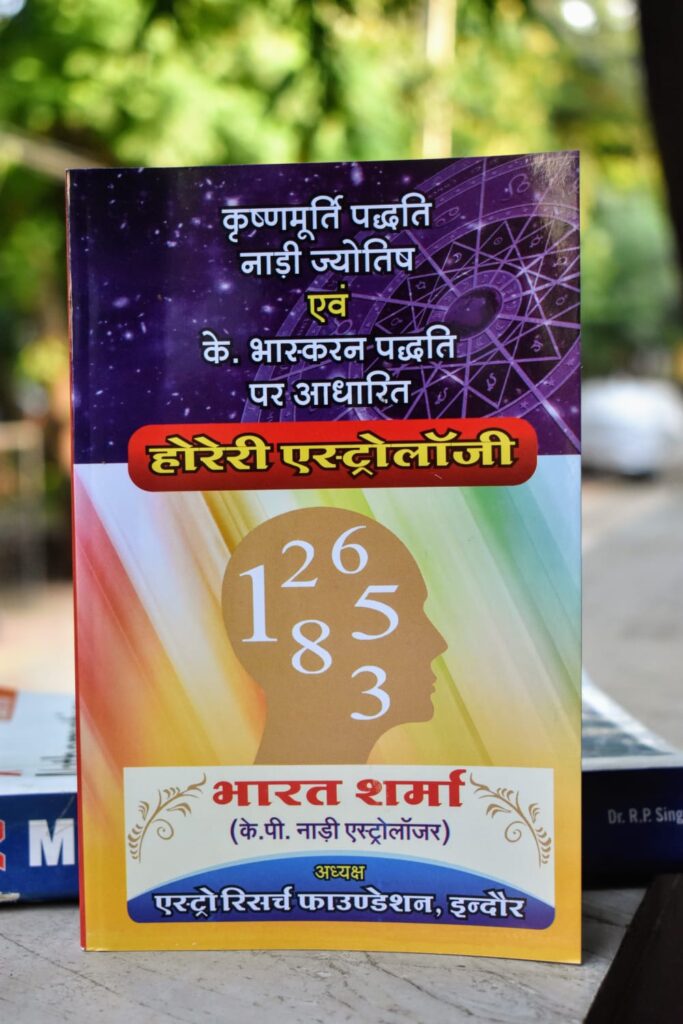 कृष्णमूर्ति पद्धति
नाड़ी ज्योतिष
एवं
के. भास्करन पद्धति
पर आधारित
होरेरी एस्ट्रोलॉजी
1 2 6
8 5
3
भारत शर्मा
(के.पी. नाड़ी एस्ट्रोलॉजर)
अध्यक्ष
एस्ट्रो रिसर्च फाउण्डेशन, इन्दौर
M
Dr. R.P. Sing